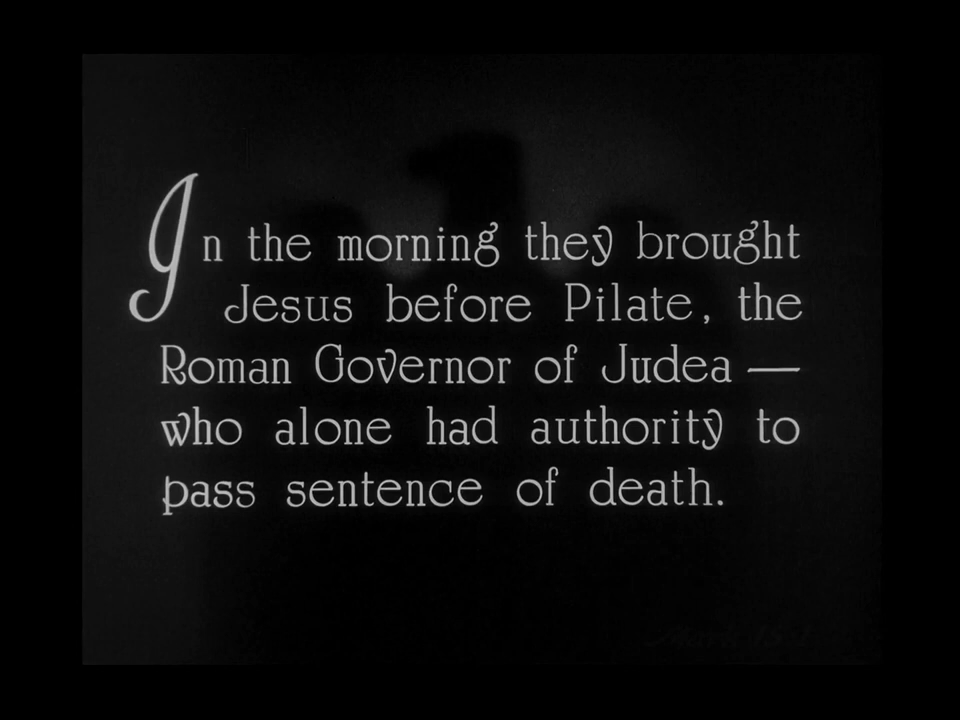 In the morning they brought
Jesus before Pilate, the
Roman Governor of Judea —
who alone had authority to
pass sentence of death.